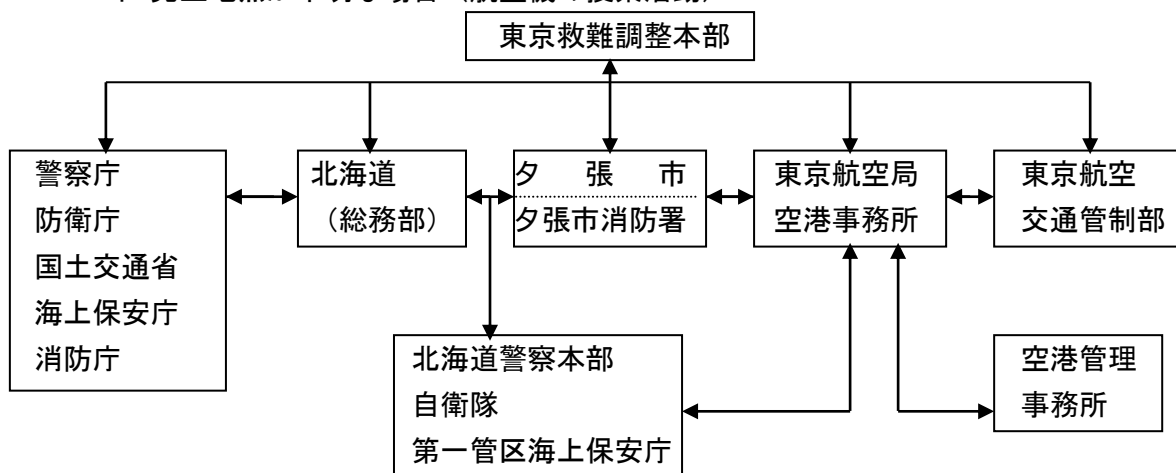 東京救難調整本部
警察庁
防衛庁
国土交通省
海上保安庁
消防庁
北海道
（総務部）
夕　張　市
夕張市消防署
東京航空局
空港事務所
東京航空
交通管制部
北海道警察本部
自衛隊
第一管区海上保安庁
空港管理
事務所